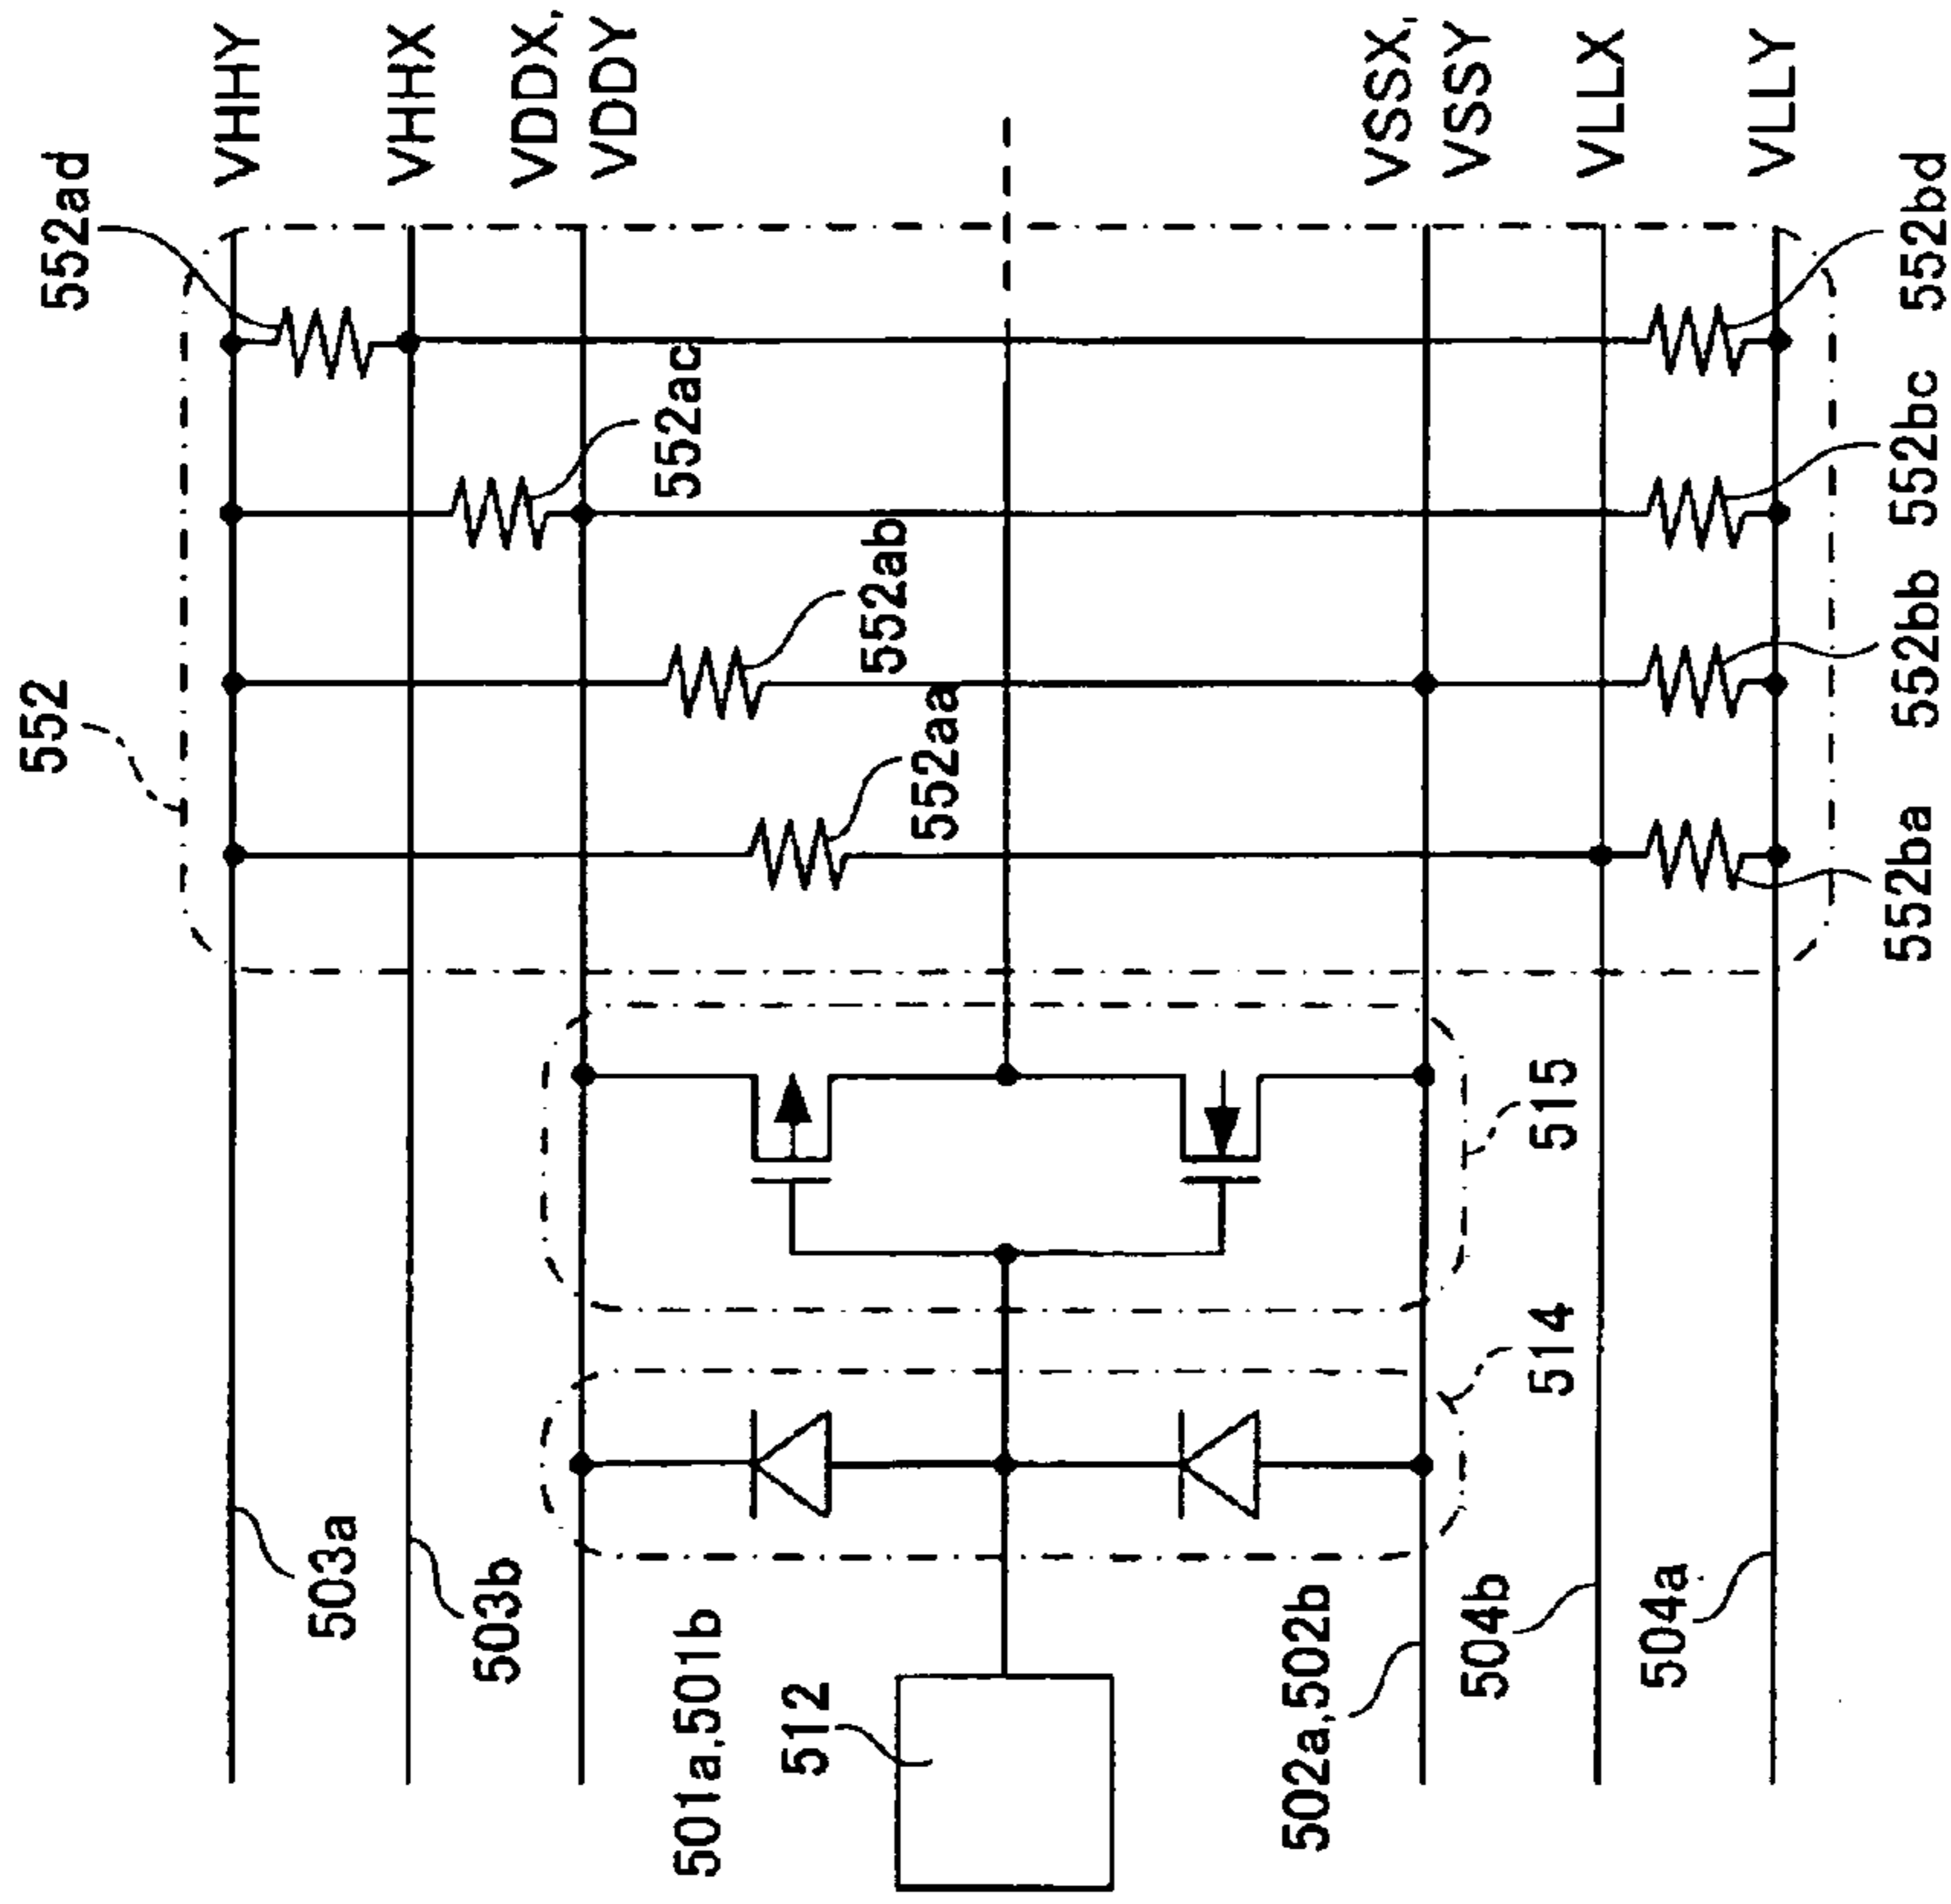 VHHY
VHHX
VDDX,
VDDY
VSSX,
VSSY
VLLX
VLLY
552ad
552ac
552ab
552aa
552
552bd
552bc
552bb
552ba
515
514
503a
503b
501a,501b
512
502a,502b
504b
504a